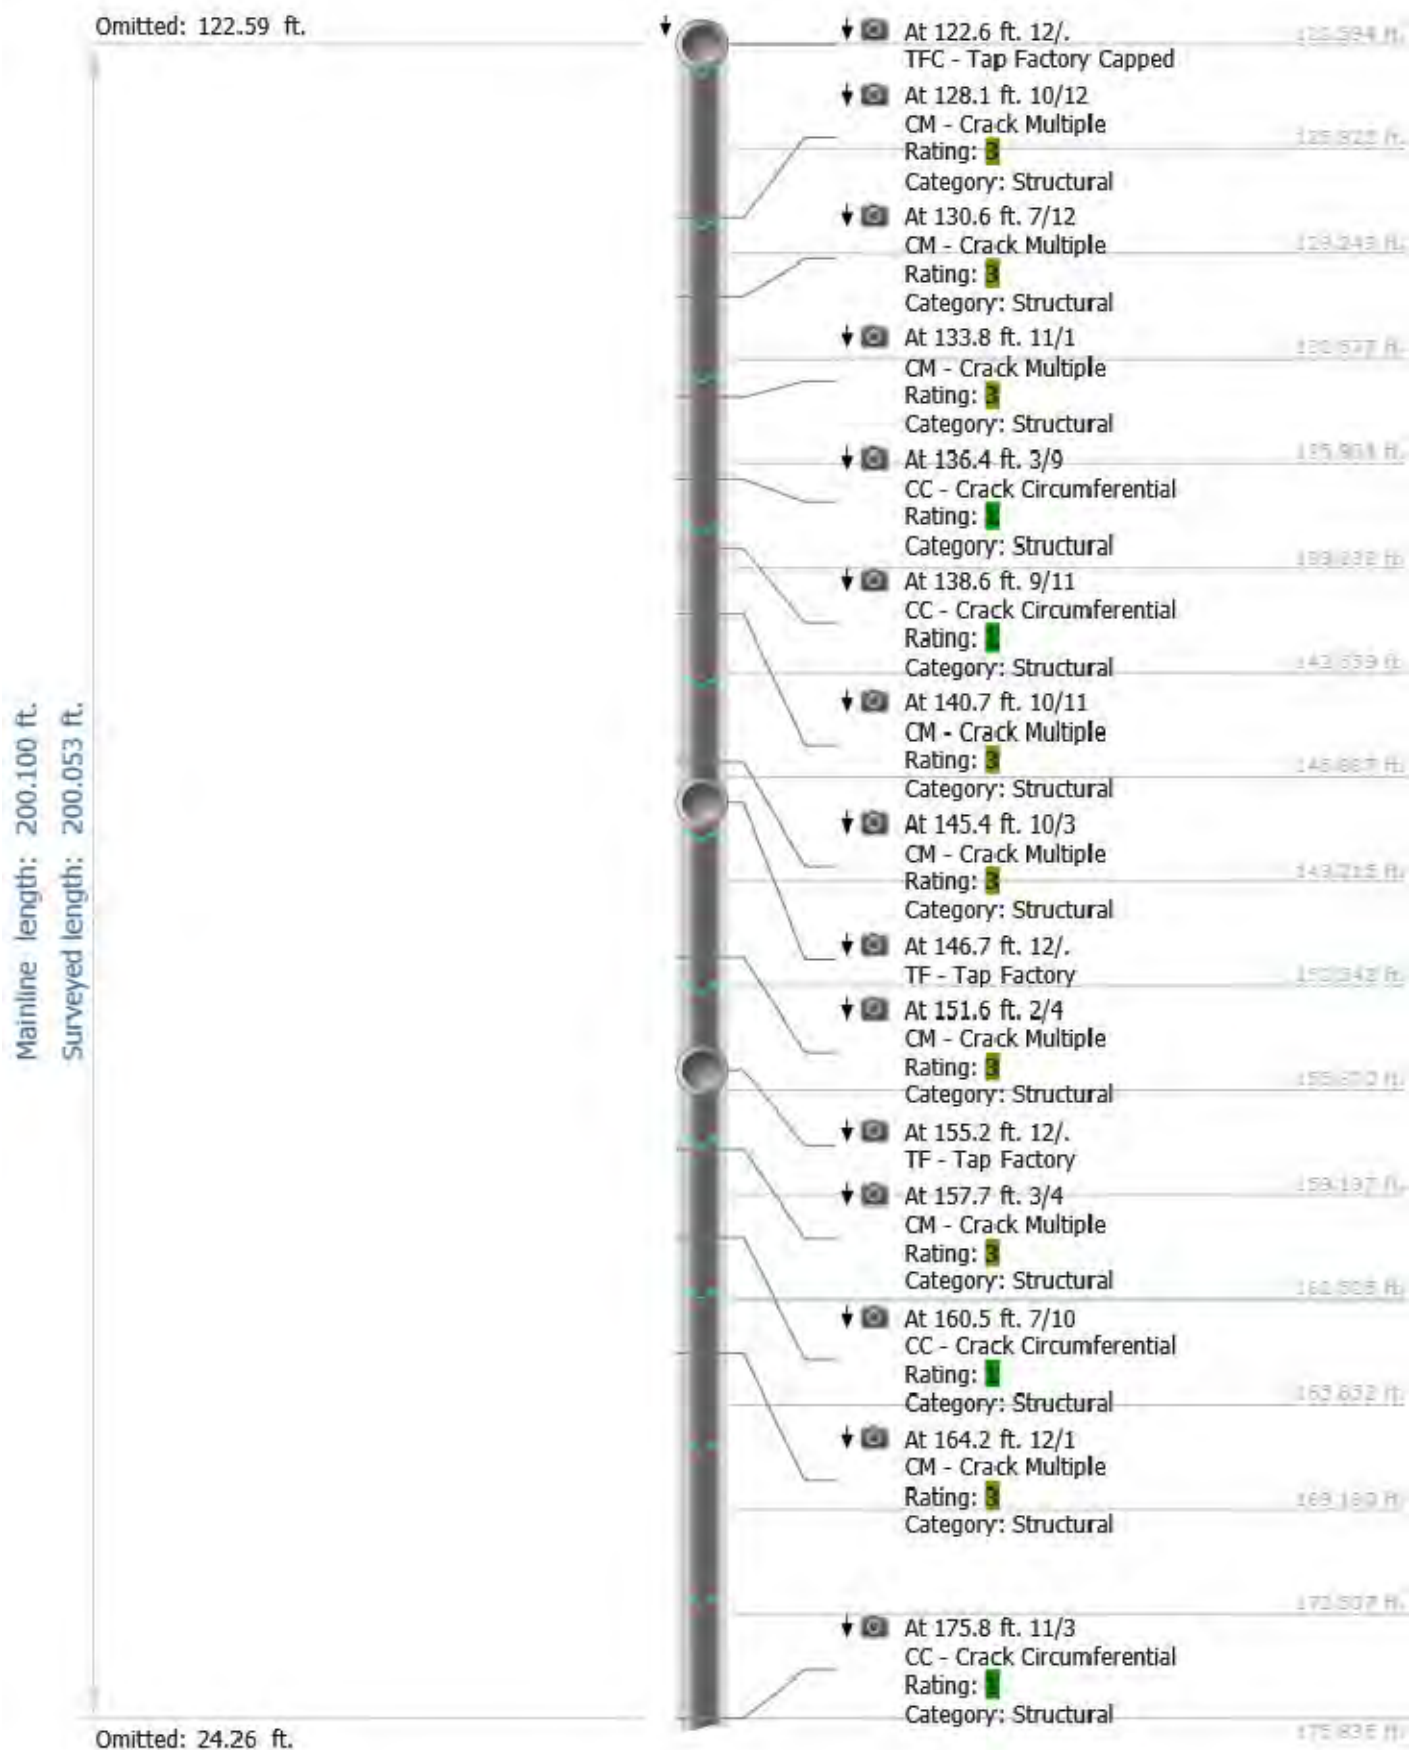 Omitted: 122.59 ft.
At 122.6 ft. 12/.
TFC - Tap Factory Capped
At 128.1 ft. 10/12
CM - Crack Multiple
Rating: 3
Category: Structural
At 130.6 ft. 7/12
CM - Crack Multiple
Rating: 3
Category: Structural
At 133.8 ft. 11/1
CM - Crack Multiple
Rating: 3
Category: Structural
At 136.4 ft. 3/9
CC - Crack Circumferential
Rating: 1
Category: Structural
At 138.6 ft. 9/11
CC - Crack Circumferential
Rating: 1
Category: Structural
At 140.7 ft. 10/11
CM - Crack Multiple
Rating: 3
Category: Structural
At 145.4 ft. 10/3
CM - Crack Multiple
Rating: 3
Category: Structural
At 146.7 ft. 12/.
TF - Tap Factory
At 151.6 ft. 2/4
CM - Crack Multiple
Rating: 3
Category: Structural
At 155.2 ft. 12/.
TF - Tap Factory
At 157.7 ft. 3/4
CM - Crack Multiple
Rating: 3
Category: Structural
At 160.5 ft. 7/10
CC - Crack Circumferential
Rating: 1
Category: Structural
At 164.2 ft. 12/1
CM - Crack Multiple
Rating: 3
Category: Structural
At 175.8 ft. 11/3
CC - Crack Circumferential
Rating: 1
Category: Structural
Mainline length: 200.100 ft.
Surveyed length: 200.053 ft.
Omitted: 24.26 ft.